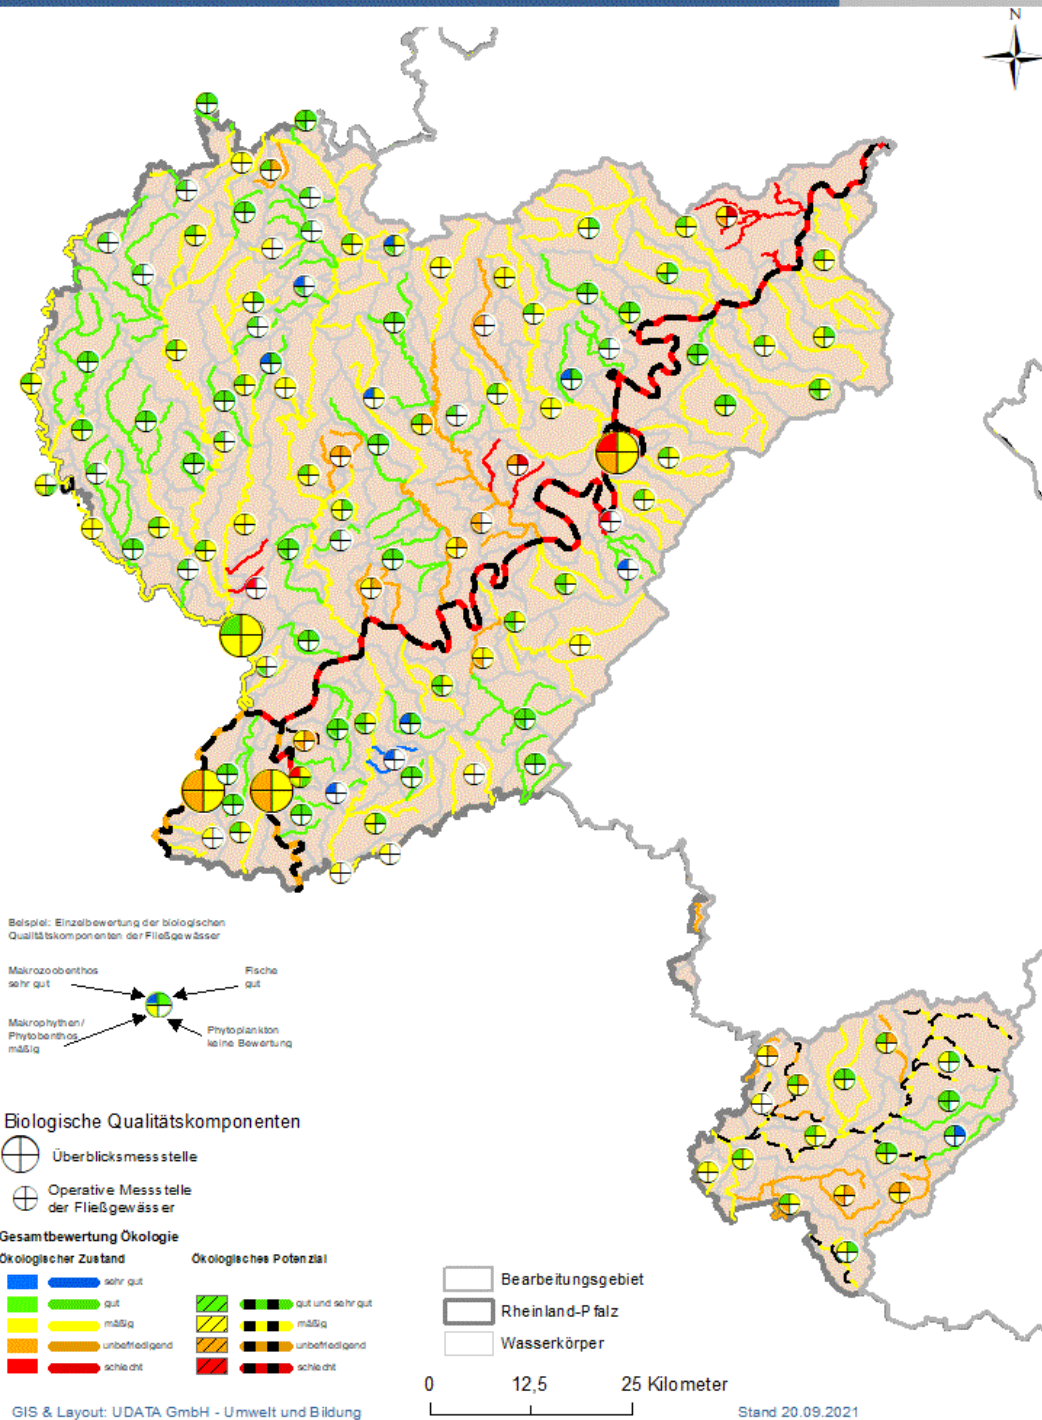 N
Beispiel: Einzelbewertung der biologischen
Qualitätskomponenten der Fließgewässer
Makrozoobenthos
sehr gut
Fische
gut
Makrophythen/
Phytobenthos
mäßig
Phytoplankton
keine Bewertung
Biologische Qualitätskomponenten
Überblicksmessstelle
Operative Messstelle
der Fließgewässer
Gesamtbewertung Ökologie
Ökologischer Zustand
Ökologisches Potenzial
sehr gut
gut
gut und sehr gut
mäßig
mäßig
unbefriedigend
unbefriedigend
schlecht
schlecht
Bearbeitungsgebiet
Rheinland-Pfalz
Wasserkörper
0 12,5 25 Kilometer
GIS & Layout: UDATA GmbH - Umwelt und Bildung
Stand 20.09.2021